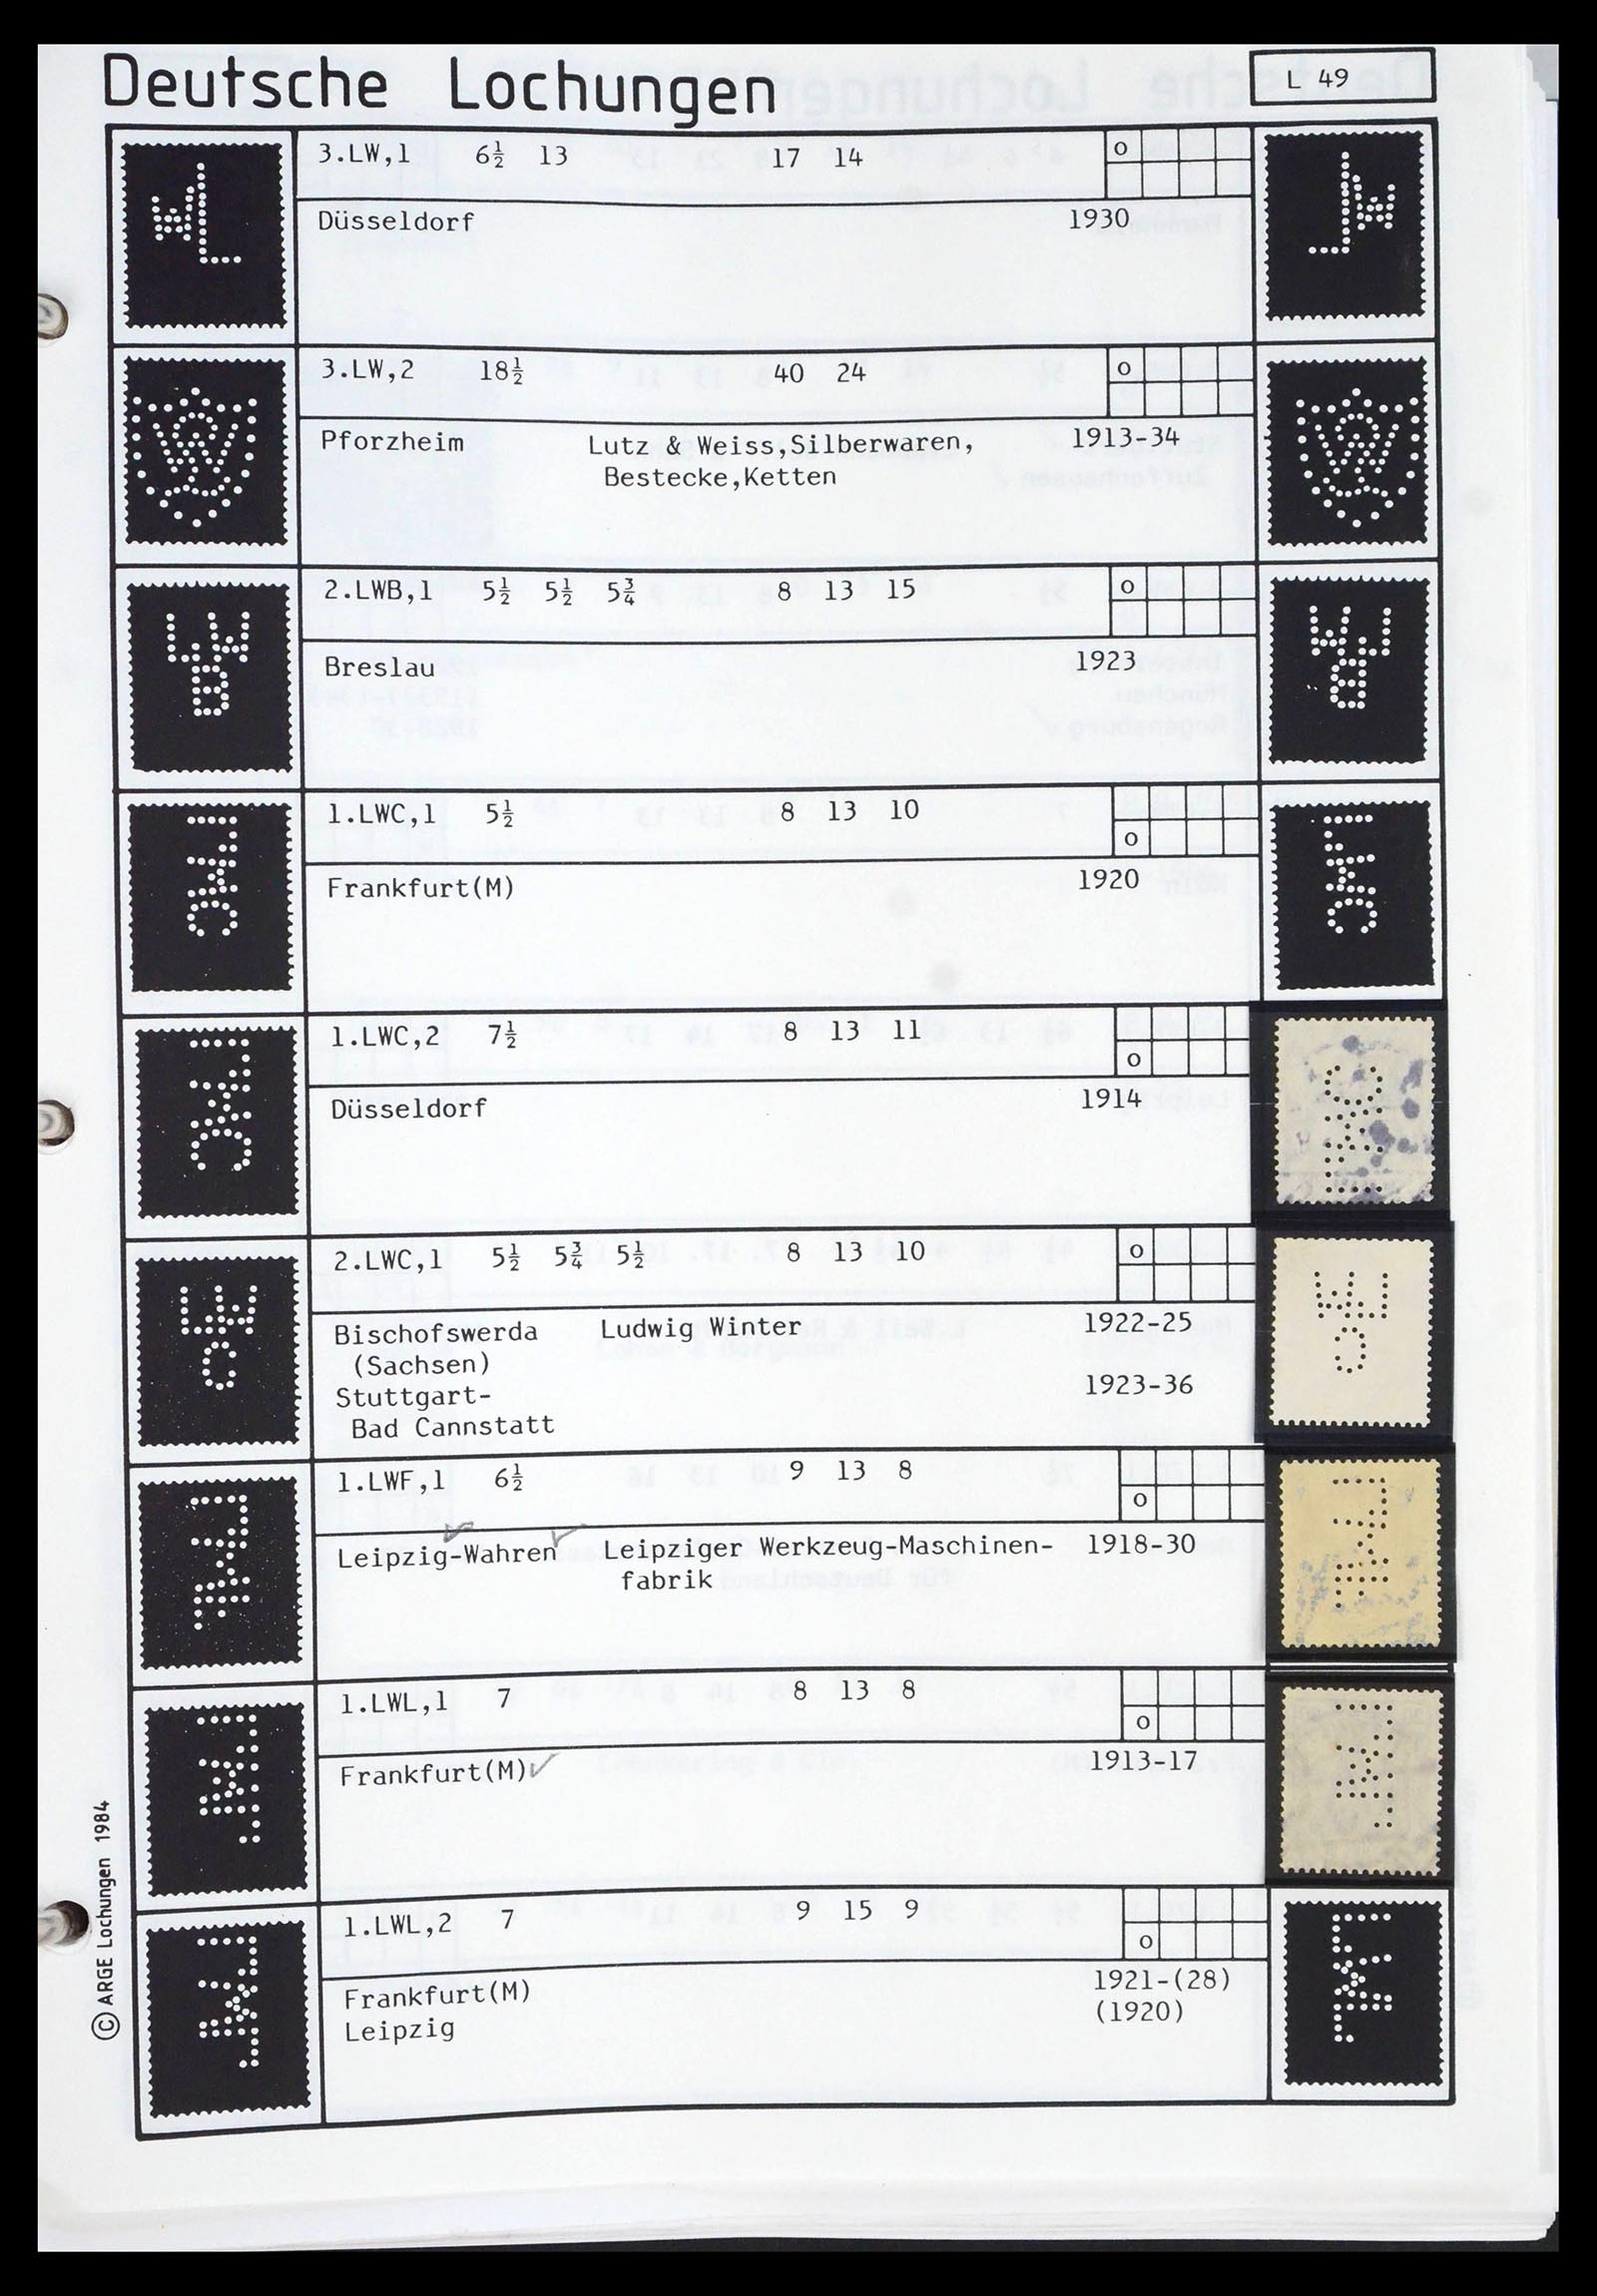 Deutsche Lochungen
L 49
3.LW,1 6½ 13 17 14 o
Düsseldorf 1930
3.LW,2 18½ 40 24 o
Pforzheim Lutz & Weiss,Silberwaren, 1913-34
Bestecke,Ketten
2.LWB,1 5½ 5½ 5¾ 8 13 15 o
Breslau 1923
1.LWC,1 5½ 8 13 10
o
Frankfurt(M) 1920
1.LWC,2 7½ 8 13 11
o
Düsseldorf 1914
2.LWC,1 5½ 5¾ 5½ 8 13 10 o
Bischofswerda Ludwig Winter 1922-25
(Sachsen)
Stuttgart- 1923-36
Bad Cannstatt
1.LWF,1 6½ 9 13 8
o
Leipzig-Wahren Leipziger Werkzeug-Maschinen- 1918-30
fabrik
1.LWL,1 7 8 13 8
o
Frankfurt(M) 1913-17
1.LWL,2 7 9 15 9
o
Frankfurt(M) 1921-(28)
Leipzig (1920)
© ARGE Lochungen 1984